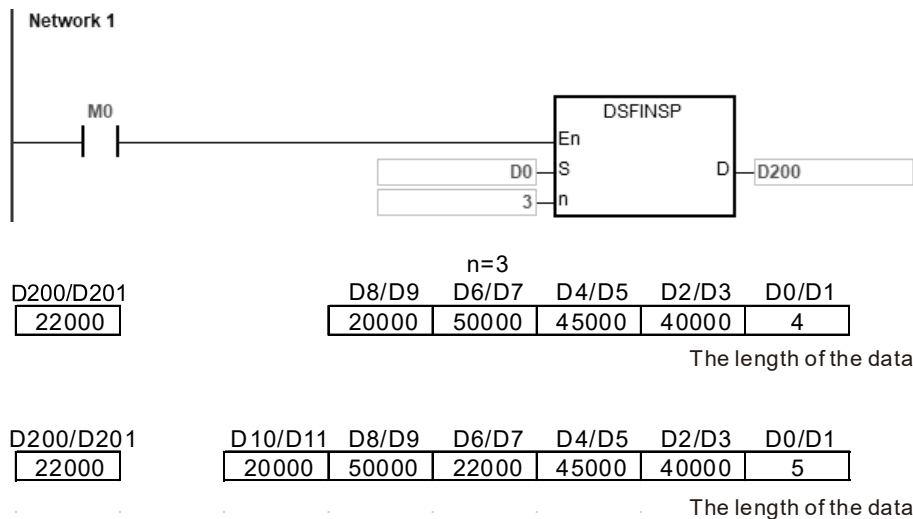 Network 1
M0
DSFINSP
En
D0 S D D200
3 n
n=3
D200/D201 D8/D9 D6/D7 D4/D5 D2/D3 D0/D1
22000 20000 50000 45000 40000 4
The length of the data
D200/D201 D10/D11 D8/D9 D6/D7 D4/D5 D2/D3 D0/D1
22000 20000 50000 22000 45000 40000 5
The length of the data